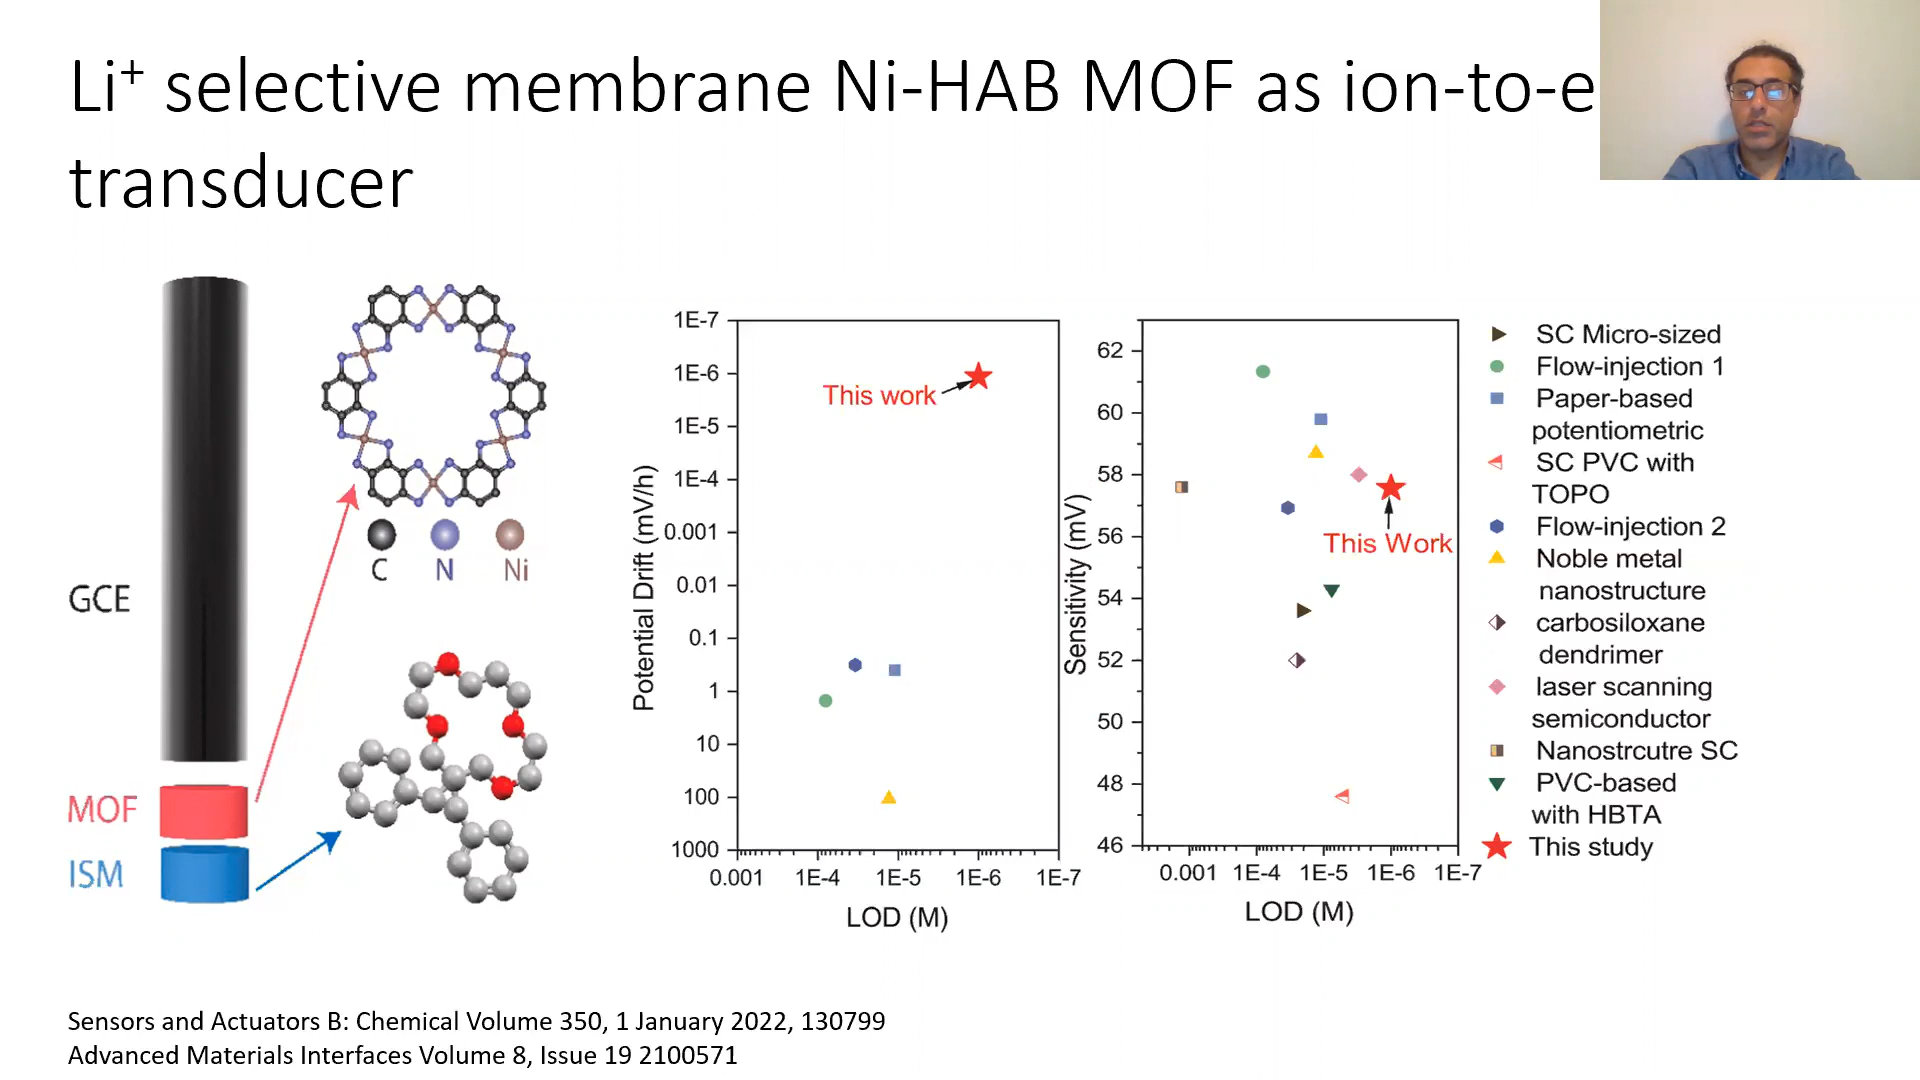 Li⁺ selective membrane Ni-HAB MOF as ion-to-e
transducer
GCE
MOF
ISM
C N Ni
Potential Drift (mV/h)
1E-7
1E-6
1E-5
1E-4
0.001
0.01
0.1
1
10
100
1000
This work
0.001 1E-4 1E-5 1E-6 1E-7
LOD (M)
Sensitivity (mV)
62
60
58
56
54
52
50
48
46
This Work
0.001 1E-4 1E-5 1E-6 1E-7
LOD (M)
SC Micro-sized
Flow-injection 1
Paper-based
potentiometric
SC PVC with
TOPO
Flow-injection 2
Noble metal
nanostructure
carbosiloxane
dendrimer
laser scanning
semiconductor
Nanostrcutre SC
PVC-based
with HBTA
This study
Sensors and Actuators B: Chemical Volume 350, 1 January 2022, 130799
Advanced Materials Interfaces Volume 8, Issue 19 2100571